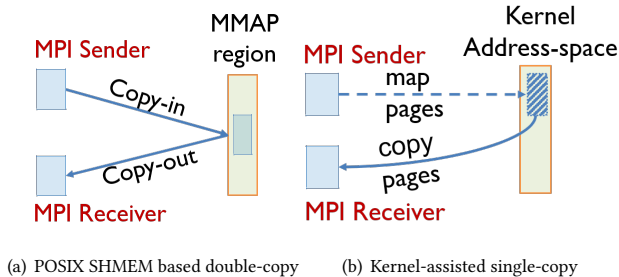 MPI Sender
MMAP
region
Copy-in
Copy-out
MPI Receiver
(a) POSIX SHMEM based double-copy
Kernel
Address-space
MPI Sender
map
pages
copy
pages
MPI Receiver
(b) Kernel-assisted single-copy